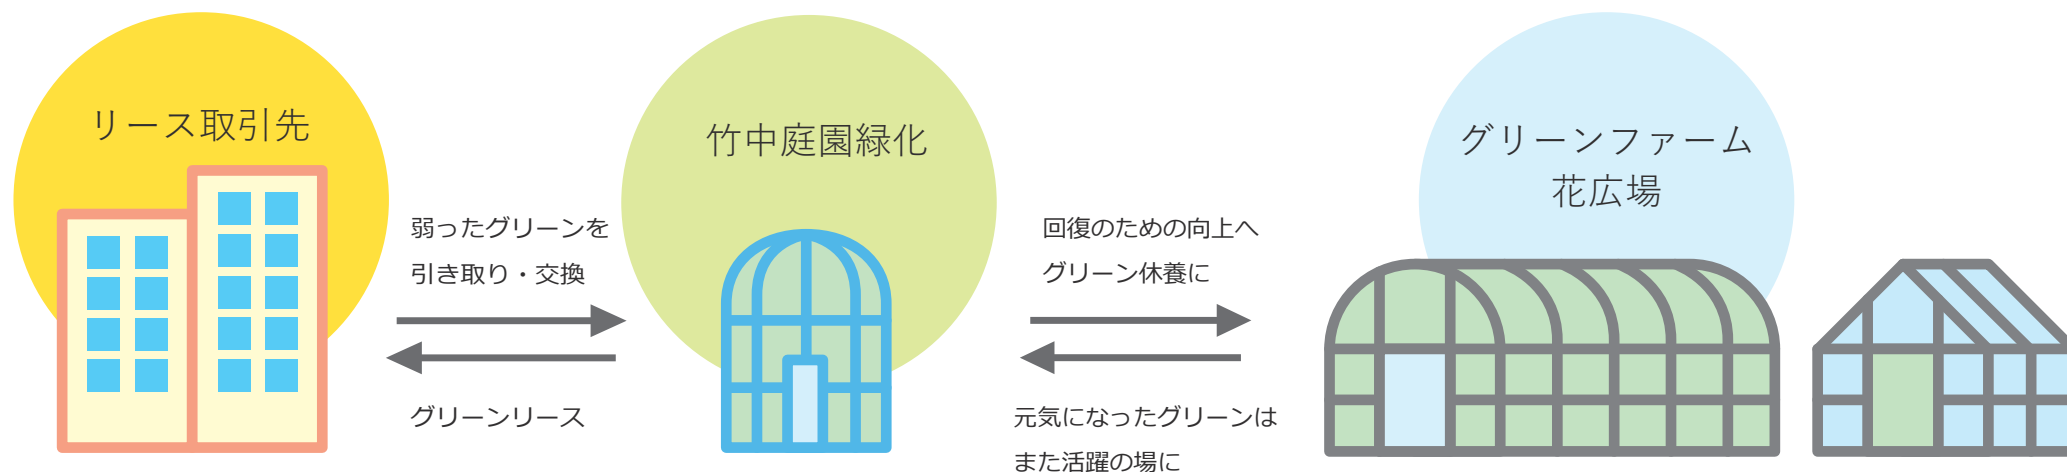 リース取引先
弱ったグリーンを
引き取り・交換
グリーンリース
竹中庭園緑化
回復のための向上へ
グリーン休養に
元気になったグリーンは
また活躍の場に
グリーンファーム
花広場